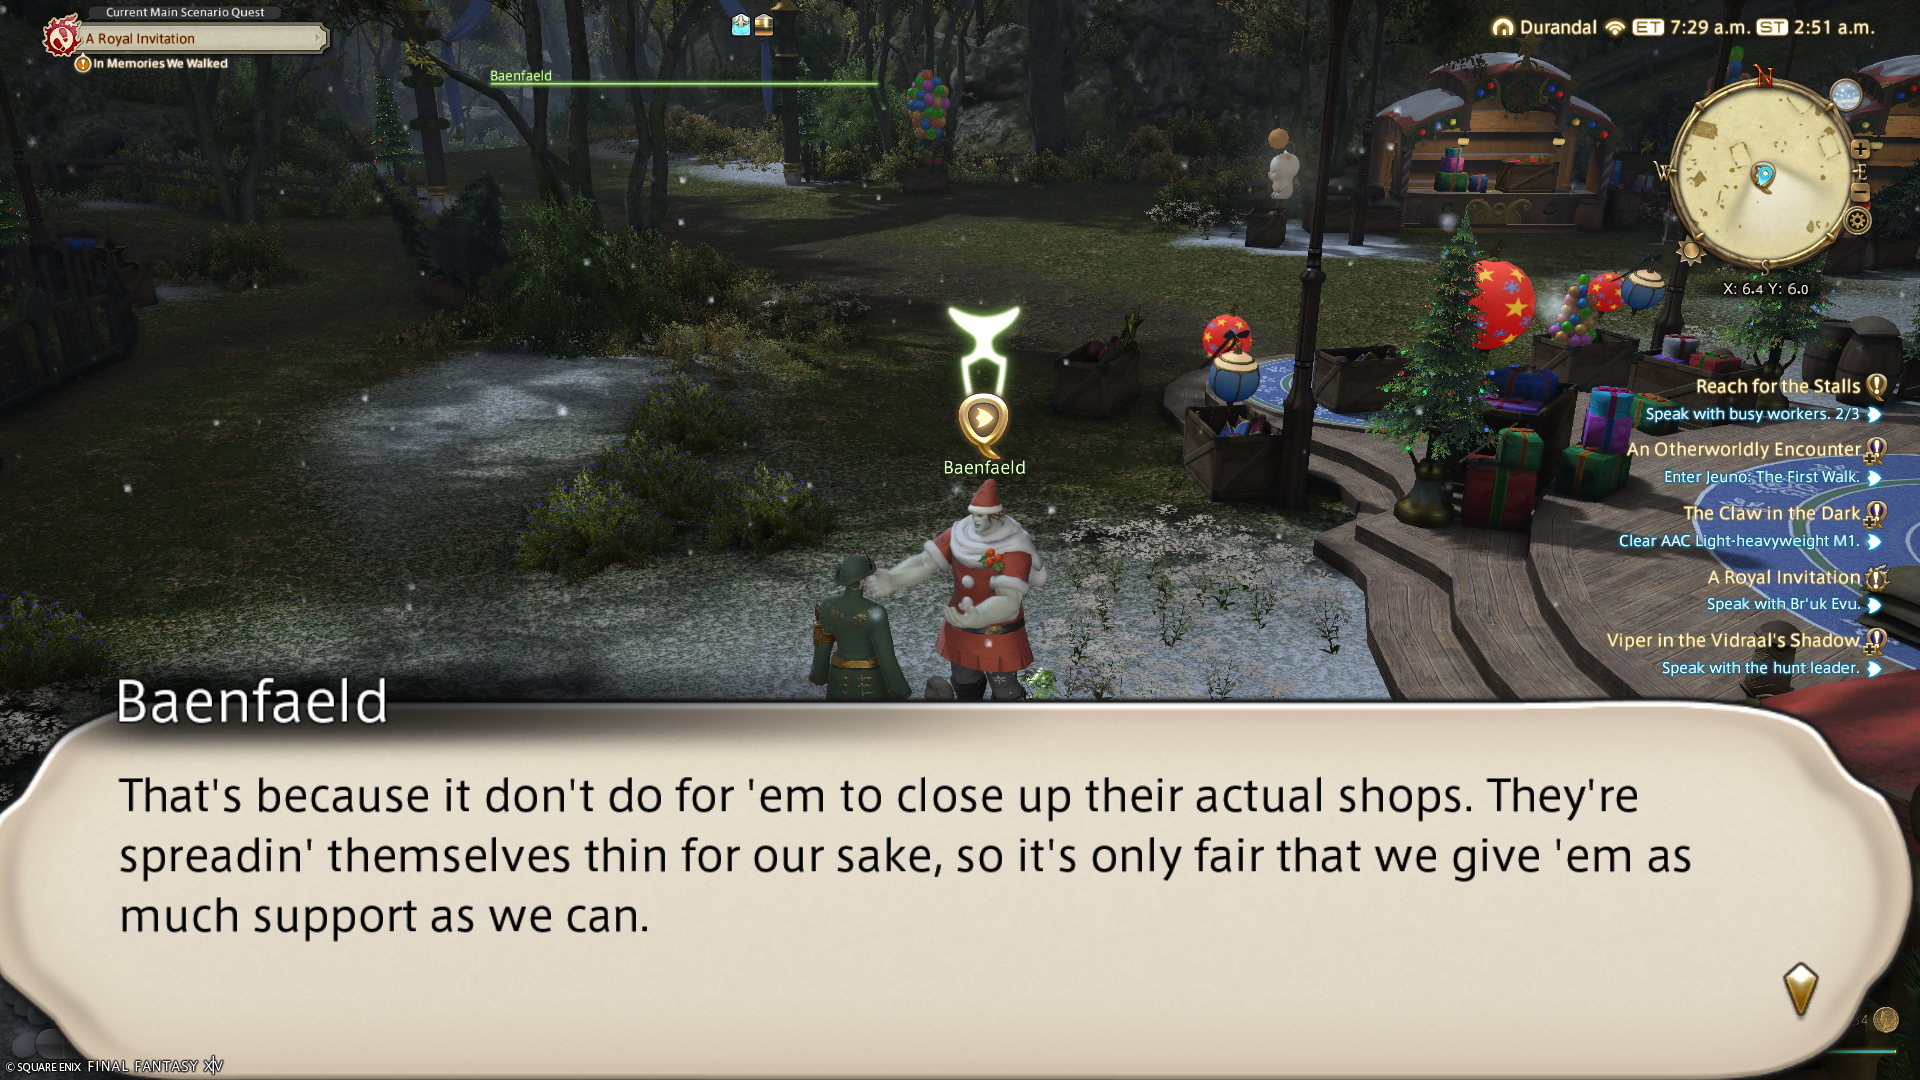 Current Main Scenario Quest
A Royal Invitation
In Memories We Walked
Baenfaeld
Durandal ET 7:29 a.m. ST 2:51 a.m.
N
W
E
S
X: 6.4 Y: 6.0
Reach for the Stalls
Speak with busy workers. 2/3
An Otherworldly Encounter
Enter Jeuno: The First Walk.
The Claw in the Dark
Clear AAC Light-heavyweight M1.
A Royal Invitation
Speak with Br'uk Evu.
Viper in the Vidraal's Shadow
Speak with the hunt leader.
Baenfaeld
Baenfaeld
That's because it don't do for 'em to close up their actual shops. They're
spreadin' themselves thin for our sake, so it's only fair that we give 'em as
much support as we can.
© SQUARE ENIX FINAL FANTASY XIV